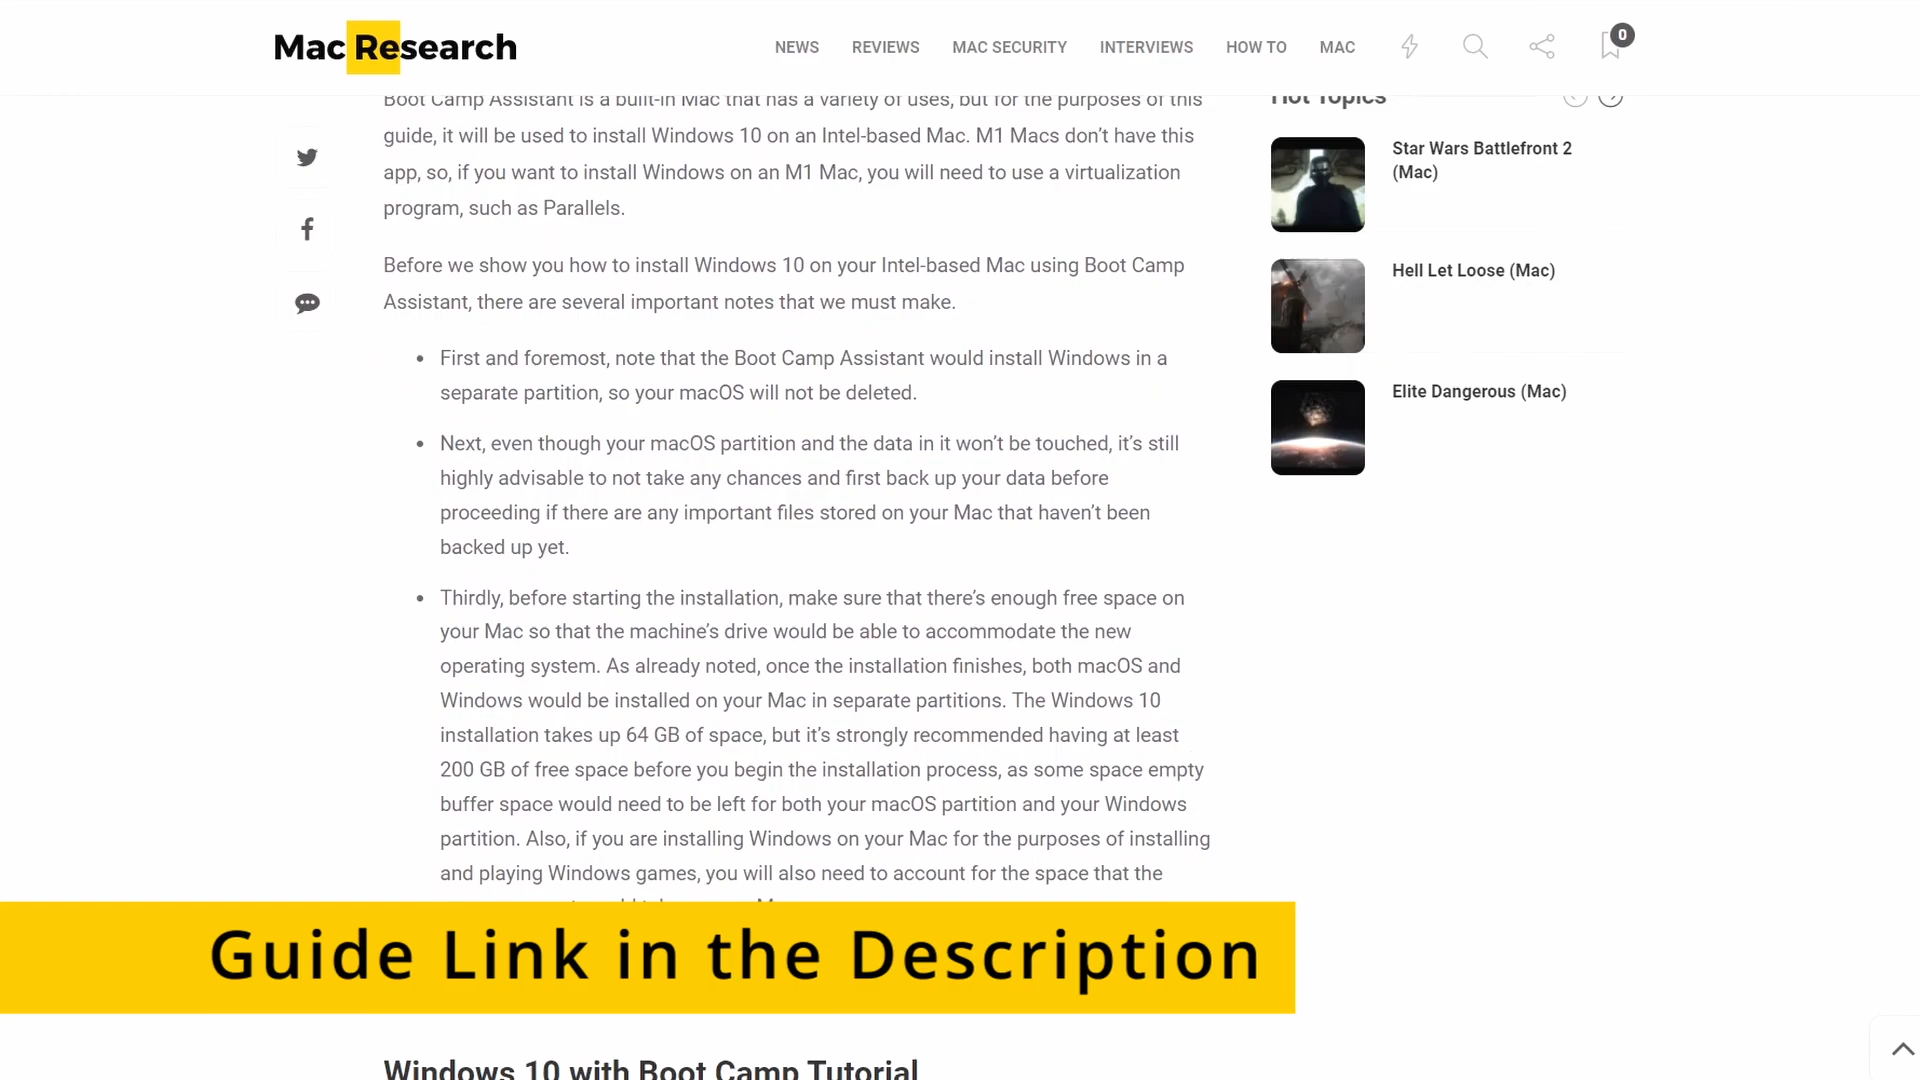 Mac Research
NEWS REVIEWS MAC SECURITY INTERVIEWS HOW TO MAC 0
Boot Camp Assistant is a built-in Mac that has a variety of uses, but for the purposes of this
guide, it will be used to install Windows 10 on an Intel-based Mac. M1 Macs don’t have this
app, so, if you want to install Windows on an M1 Mac, you will need to use a virtualization
program, such as Parallels.
Before we show you how to install Windows 10 on your Intel-based Mac using Boot Camp
Assistant, there are several important notes that we must make.
• First and foremost, note that the Boot Camp Assistant would install Windows in a
separate partition, so your macOS will not be deleted.
• Next, even though your macOS partition and the data in it won’t be touched, it’s still
highly advisable to not take any chances and first back up your data before
proceeding if there are any important files stored on your Mac that haven’t been
backed up yet.
• Thirdly, before starting the installation, make sure that there’s enough free space on
your Mac so that the machine’s drive would be able to accommodate the new
operating system. As already noted, once the installation finishes, both macOS and
Windows would be installed on your Mac in separate partitions. The Windows 10
installation takes up 64 GB of space, but it’s strongly recommended having at least
200 GB of free space before you begin the installation process, as some space empty
buffer space would need to be left for both your macOS partition and your Windows
partition. Also, if you are installing Windows on your Mac for the purposes of installing
and playing Windows games, you will also need to account for the space that the
Hot Topics
Star Wars Battlefront 2
(Mac)
Hell Let Loose (Mac)
Elite Dangerous (Mac)
Guide Link in the Description
Windows 10 with Boot Camp Tutorial